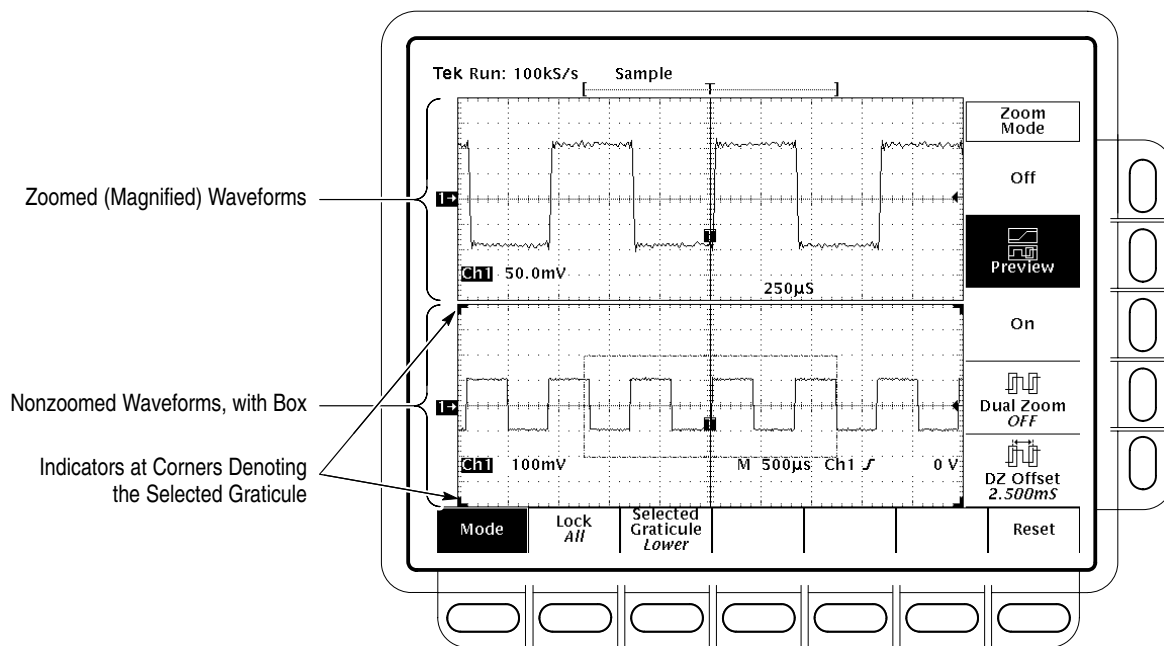 Tek Run: 100kS/s Sample
[ T ]
Zoom
Mode
Off
Zoomed (Magnified) Waveforms
1→
Preview
Ch1 50.0mV
250µS
On
Nonzoomed Waveforms, with Box
1→
Dual Zoom
OFF
Indicators at Corners Denoting
the Selected Graticule
Ch1 100mV M 500µs Ch1 0 V
DZ Offset
2.500mS
Mode
Lock
All
Selected
Graticule
Lower
Reset